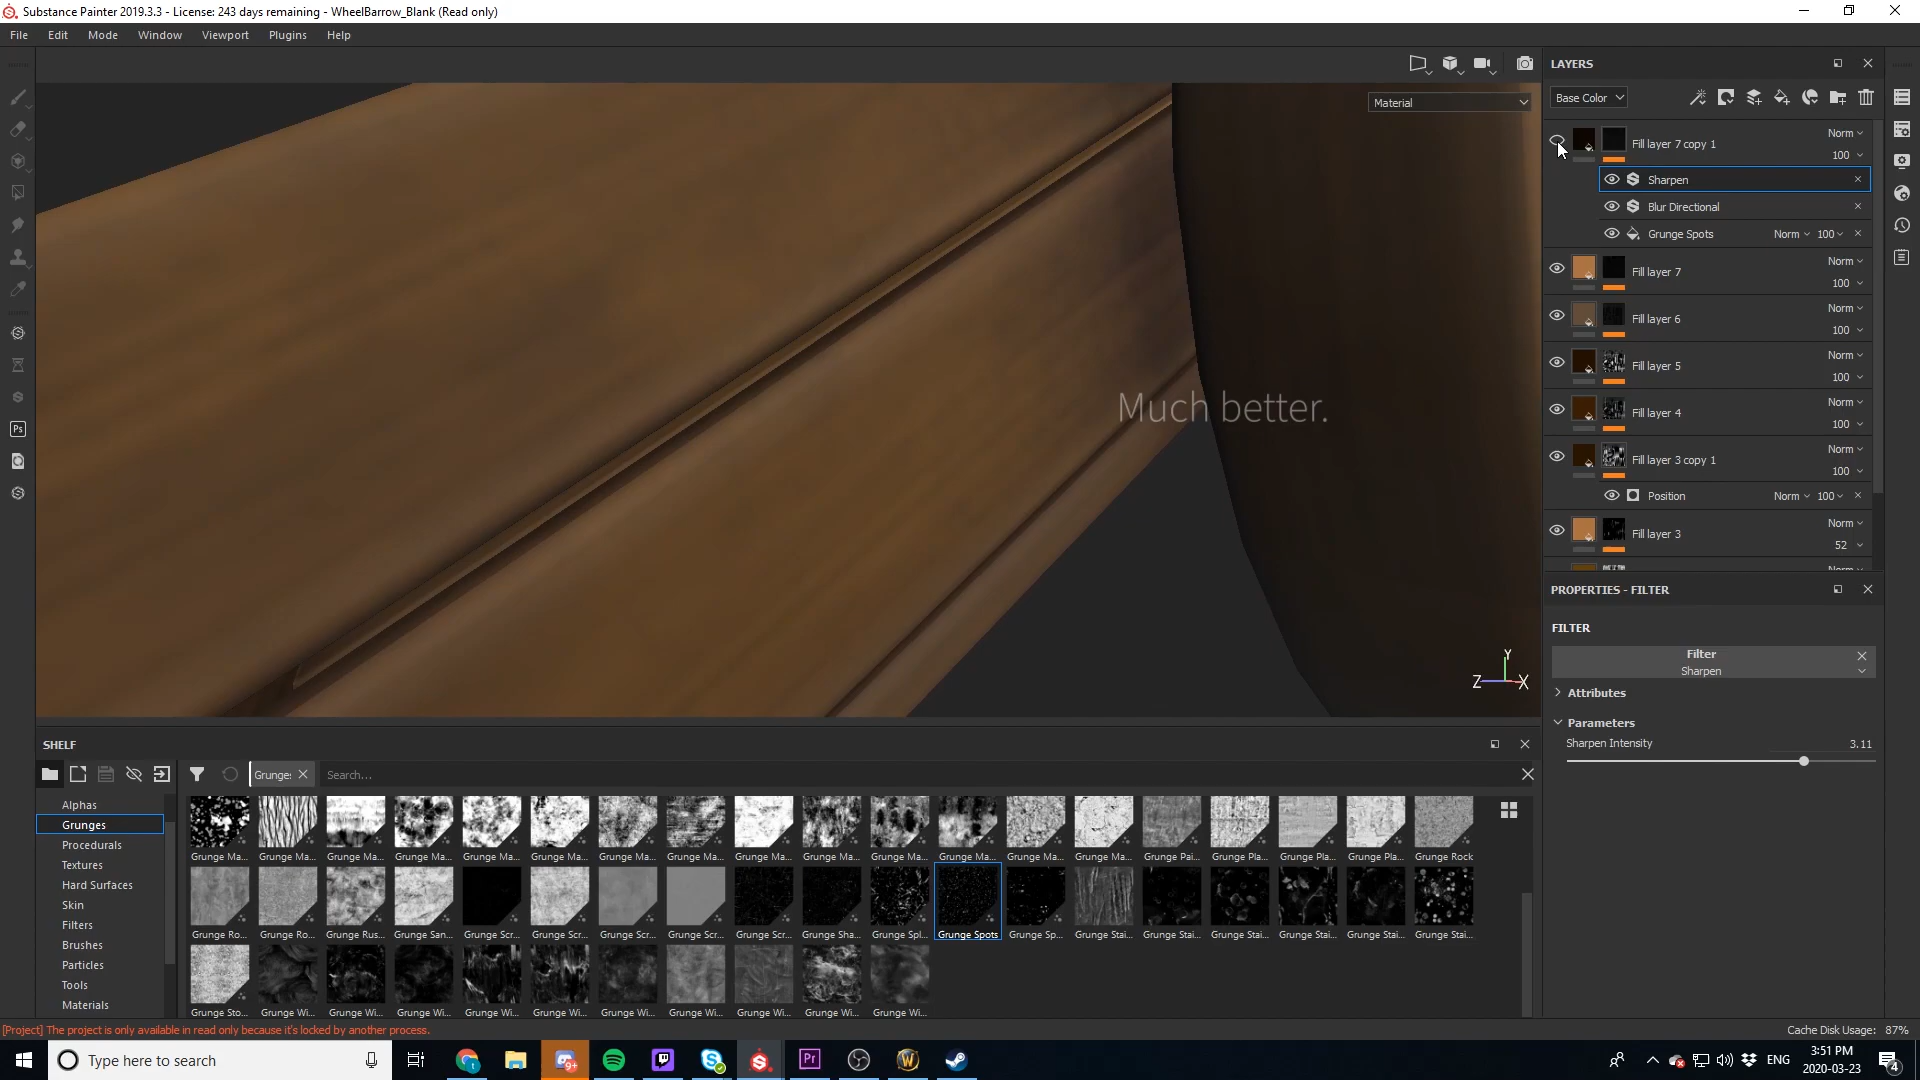 Substance Painter 2019.3.3 - License: 243 days remaining - WheelBarrow_Blank (Read only)
File Edit Mode Window Viewport Plugins Help
Material
Much better.
Y
Z X
LAYERS
Base Color
Fill layer 7 copy 1 Norm
100
Sharpen
Blur Directional
Grunge Spots Norm 100
Fill layer 7 Norm
100
Fill layer 6 Norm
100
Fill layer 5 Norm
100
Fill layer 4 Norm
100
Fill layer 3 copy 1 Norm
100
Position Norm 100
Fill layer 3 Norm
52
PROPERTIES - FILTER
FILTER
Filter
Sharpen
Attributes
Parameters
Sharpen Intensity 3.11
SHELF
Grunge: Search...
Alphas
Grunges
Procedurals
Textures
Hard Surfaces
Skin
Filters
Brushes
Particles
Tools
Materials
Grunge Ma... Grunge Ma... Grunge Ma... Grunge Ma... Grunge Ma... Grunge Ma... Grunge Ma... Grunge Ma... Grunge Ma... Grunge Ma... Grunge Ma... Grunge Ma... Grunge Ma... Grunge Ma... Grunge Pai... Grunge Pla... Grunge Pla... Grunge Pla... Grunge Rock
Grunge Ro... Grunge Ro... Grunge Rus... Grunge San... Grunge Scr... Grunge Scr... Grunge Scr... Grunge Scr... Grunge Scr... Grunge Sha... Grunge Spl... Grunge Spots Grunge Sp... Grunge Stai... Grunge Stai... Grunge Stai... Grunge Stai... Grunge Stai... Grunge Stai...
Grunge Sto... Grunge Wi... Grunge Wi... Grunge Wi... Grunge Wi... Grunge Wi... Grunge Wi... Grunge Wi... Grunge Wi... Grunge Wi... Grunge Wi...
[Project] The project is only available in read only because it's locked by another process.
Cache Disk Usage: 87%
Type here to search
Ps
Pr
9+
ENG
3:51 PM
2020-03-23
4